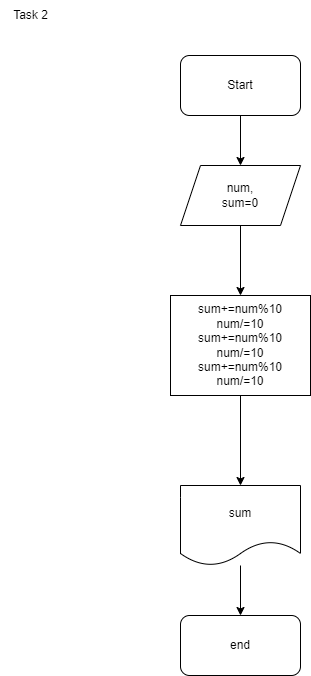 Task 2
Start
num,
sum=0
sum+=num%10
num/=10
sum+=num%10
num/=10
sum+=num%10
num/=10
sum
end